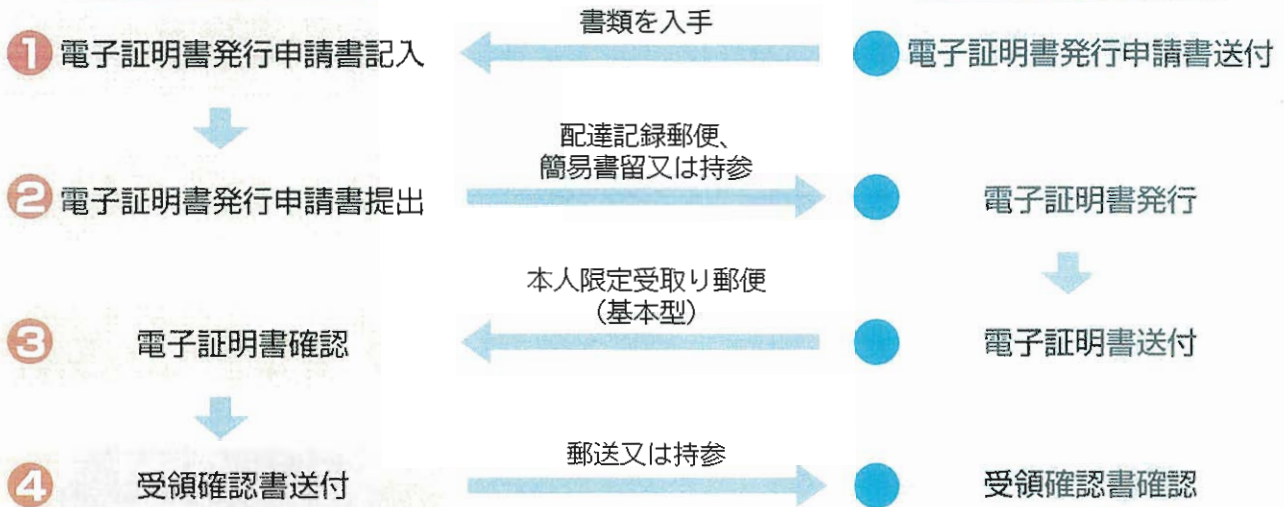 書類を入手
1 電子証明書発行申請書記入
電子証明書発行申請書送付
配達記録郵便、
簡易書留又は持参
2 電子証明書発行申請書提出
電子証明書発行
本人限定受取り郵便
（基本型）
3 電子証明書確認
電子証明書送付
郵送又は持参
4 受領確認書送付
受領確認書確認